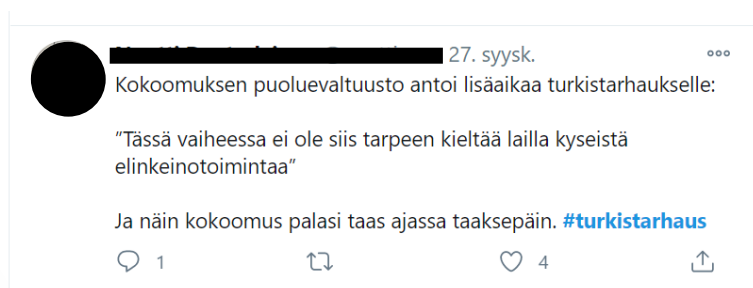 27. syysk.
Kokoomuksen puoluevaltuusto antoi lisäaikaa turkistarhaukselle:
”Tässä vaiheessa ei ole siis tarpeen kieltää lailla kyseistä
elinkeinotoimintaa”
Ja näin kokoomus palasi taas ajassa taaksepäin. #turkistarhaus
1
4